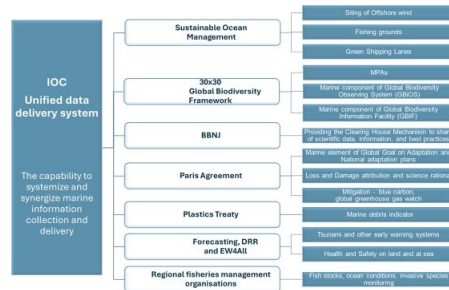 IOC
Unified data
delivery system
The capability to
systemize and
synergize marine
information
collection and
delivery
Sustainable Ocean
Management
Siting of Offshore wind
Fishing grounds
Green Shipping Lanes
30x30
Global Biodiversity
Framework
MPAs
Marine component of Global Biodiversity
Observing System (GBiOS)
Marine component of Global Biodiversity
Information Facility (GBIF)
BBNJ
Providing the Clearing House Mechanism to share
of scientific data, information, and best practices
Paris Agreement
Marine element of Global Goal on Adaptation and
National adaptation plans
Loss and Damage attribution and science rational
Mitigation - blue carbon,
global greenhouse gas watch
Plastics Treaty
Marine debris indicator
Forecasting, DRR
and EW4All
Tsunami and other early warning systems
Health and Safety on land and at sea
Regional fisheries management
organisations
Fish stocks, ocean conditions, invasive species
monitoring